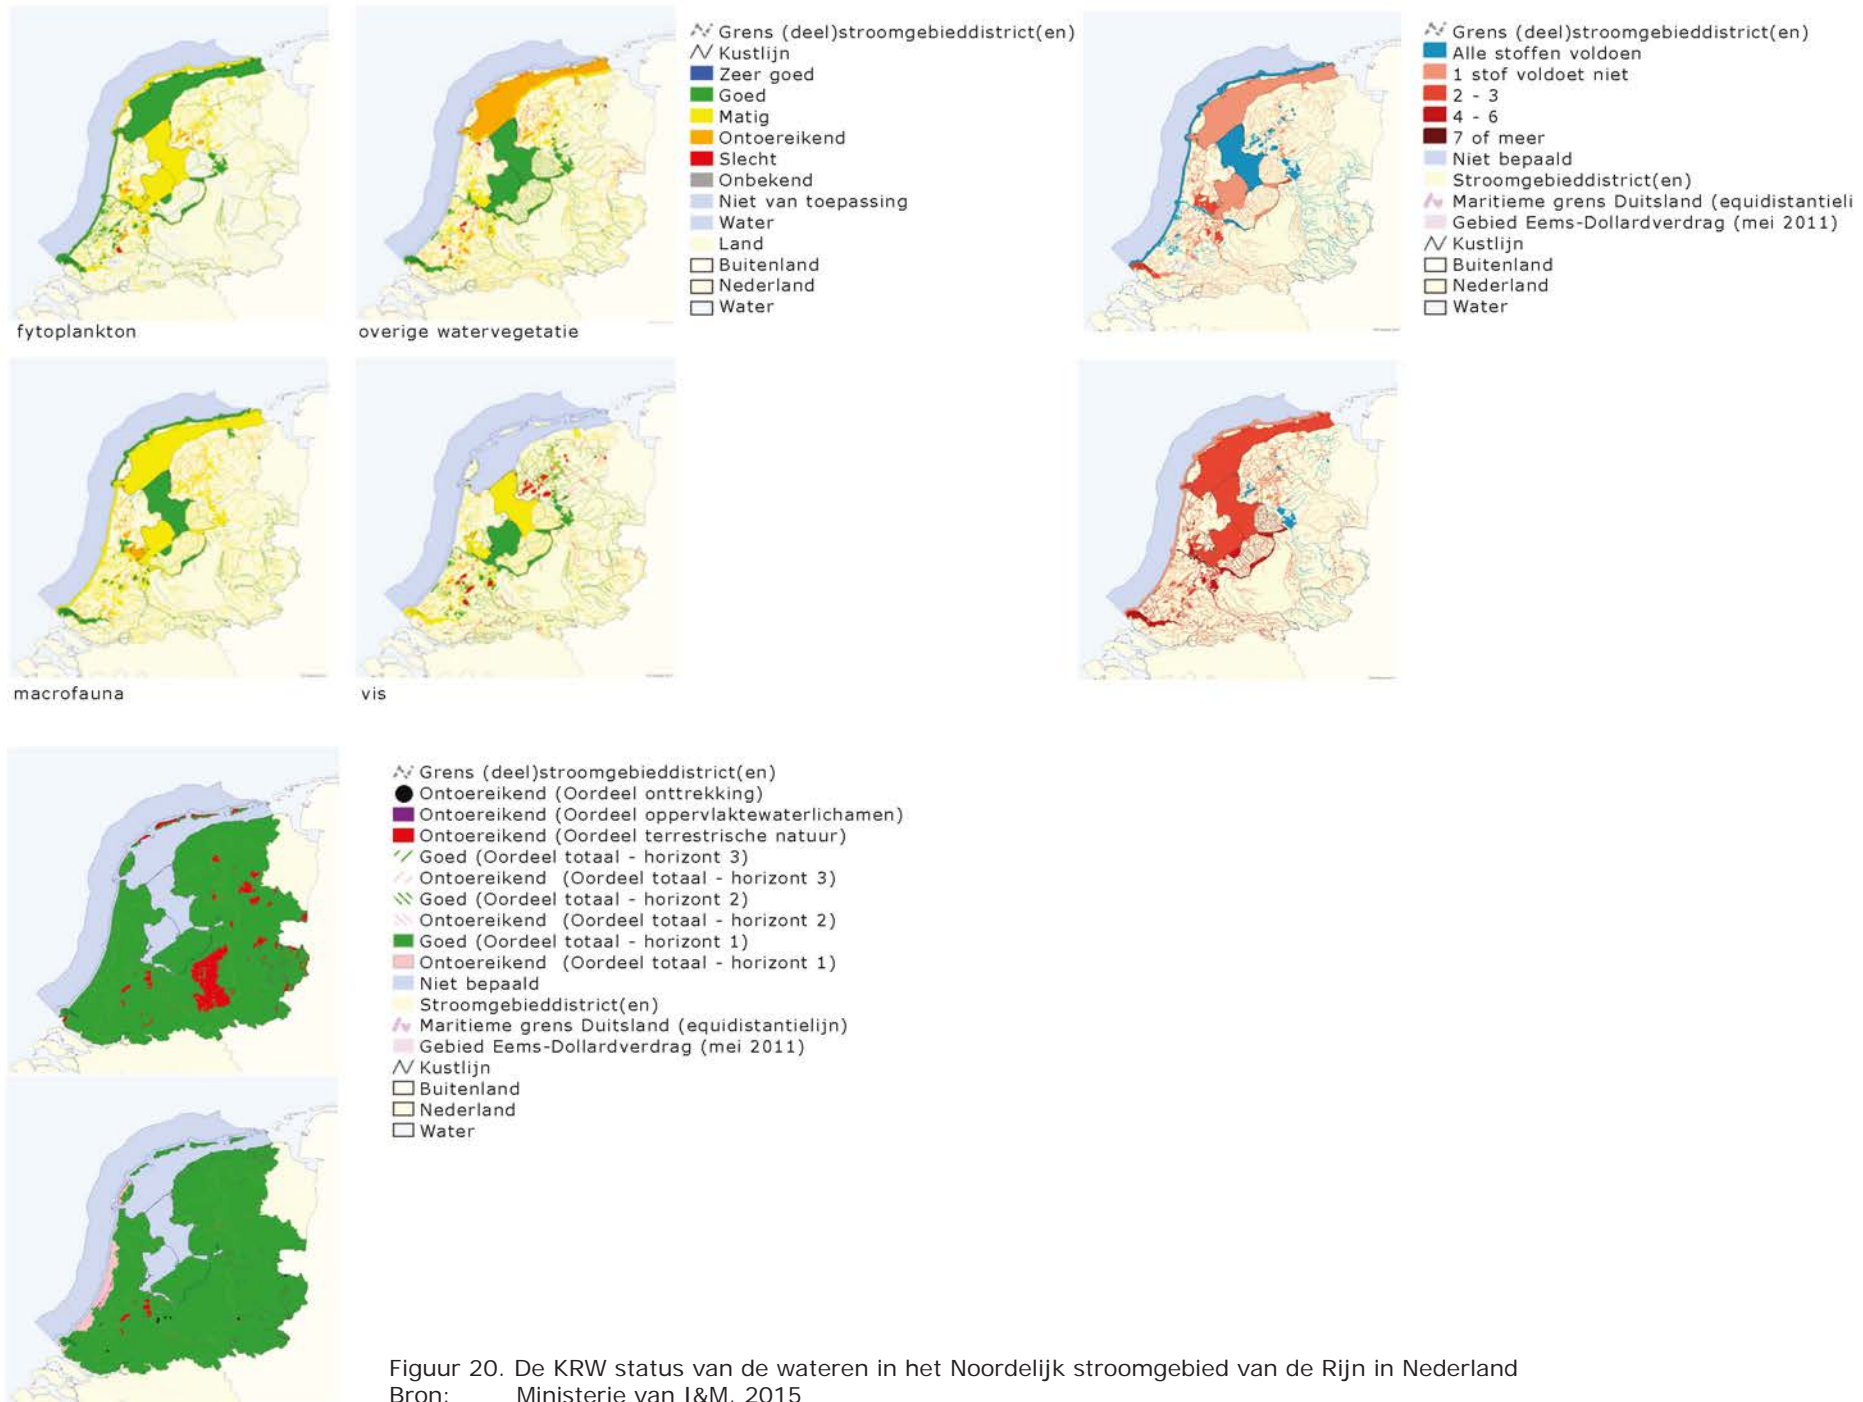 Grens (deel)stroomgebieddistrict(en)
Kustlijn
Zeer goed
Goed
Matig
Ontoereikend
Slecht
Onbekend
Niet van toepassing
Water
Land
Buitenland
Nederland
Water
Grens (deel)stroomgebieddistrict(en)
Alle stoffen voldoen
1 stof voldoet niet
2 - 3
4 - 6
7 of meer
Niet bepaald
Stroomgebieddistrict(en)
Maritieme grens Duitsland (equidistantieli
Gebied Eems-Dollardverdrag (mei 2011)
Kustlijn
Buitenland
Nederland
Water
fytoplankton
overige watervegetatie
macrofauna
vis
Grens (deel)stroomgebieddistrict(en)
Ontoereikend (Oordeel onttrekking)
Ontoereikend (Oordeel oppervlaktewaterlichamen)
Ontoereikend (Oordeel terrestrische natuur)
Goed (Oordeel totaal - horizont 3)
Ontoereikend (Oordeel totaal - horizont 3)
Goed (Oordeel totaal - horizont 2)
Ontoereikend (Oordeel totaal - horizont 2)
Goed (Oordeel totaal - horizont 1)
Ontoereikend (Oordeel totaal - horizont 1)
Niet bepaald
Stroomgebieddistrict(en)
Maritieme grens Duitsland (equidistantielijn)
Gebied Eems-Dollardverdrag (mei 2011)
Kustlijn
Buitenland
Nederland
Water
Figuur 20. De KRW status van de wateren in het Noordelijk stroomgebied van de Rijn in Nederland
Bron: Ministerie van I&M, 2015